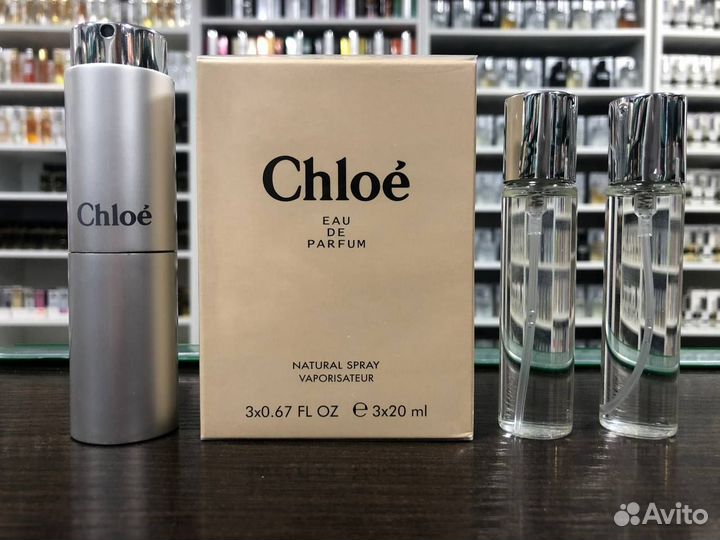 Chloé
Chloé
EAU
DE
PARFUM
NATURAL SPRAY
VAPORISATEUR
3x0.67 FL OZ ℮ 3x20 ml
Avito